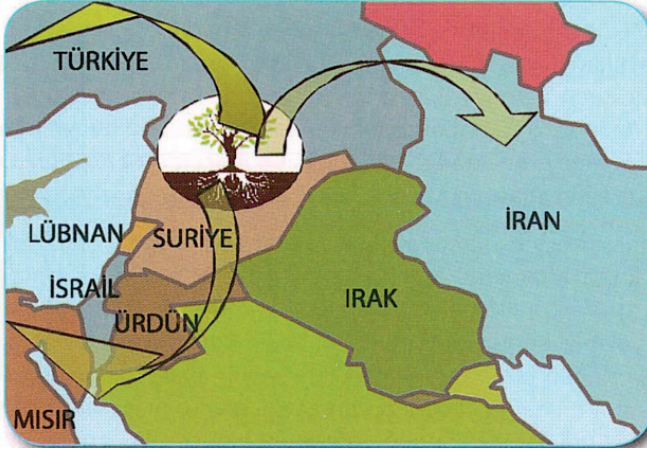 TÜRKİYE
LÜBNAN
SURİYE
İRAN
İSRAİL
IRAK
ÜRDÜN
MISIR